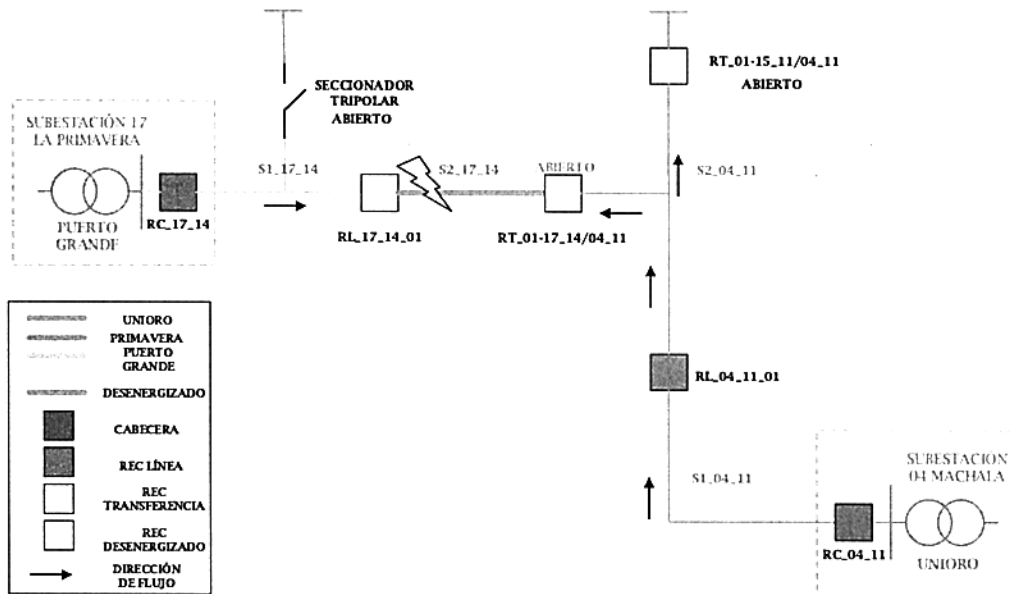 RT_01-15_11/04_11
ABIERTO
SECCIONADOR
TRIPOLAR
ABIERTO
SUBESTACIÓN 17
LA PRIMAVERA
S1_17_14
S2_17_14
ABIERTO
S2_04_11
RC_17_14
PUERTO
GRANDE
RL_17_14_01
RT_01-17_14/04_11
UNIORO
PRIMAVERA
PUERTO
GRANDE
DESENERGIZADO
CABECERA
REC LÍNEA
REC
TRANSFERENCIA
REC
DESENERGIZADO
DIRECCIÓN
DE FLUJO
RL_04_11_01
SUBESTACION
04 MACHALA
S1_04_11
RC_04_11
UNIORO